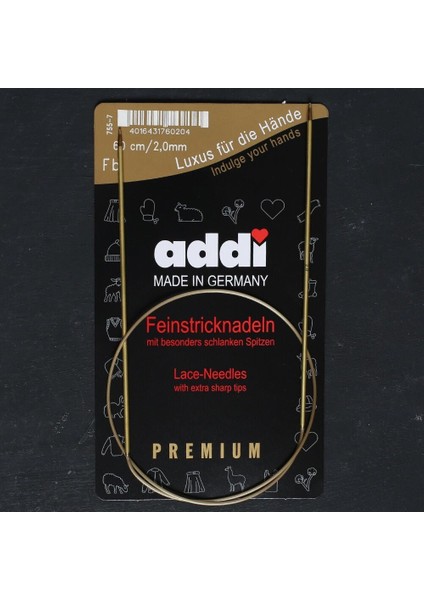 755-7
4016431760204
60 cm/2,0mm
Luxus für die Hände
Indulge your hands
addi
MADE IN GERMANY
Feinstricknadeln
mit besonders schlanken Spitzen
Lace-Needles
with extra sharp tips
PREMIUM